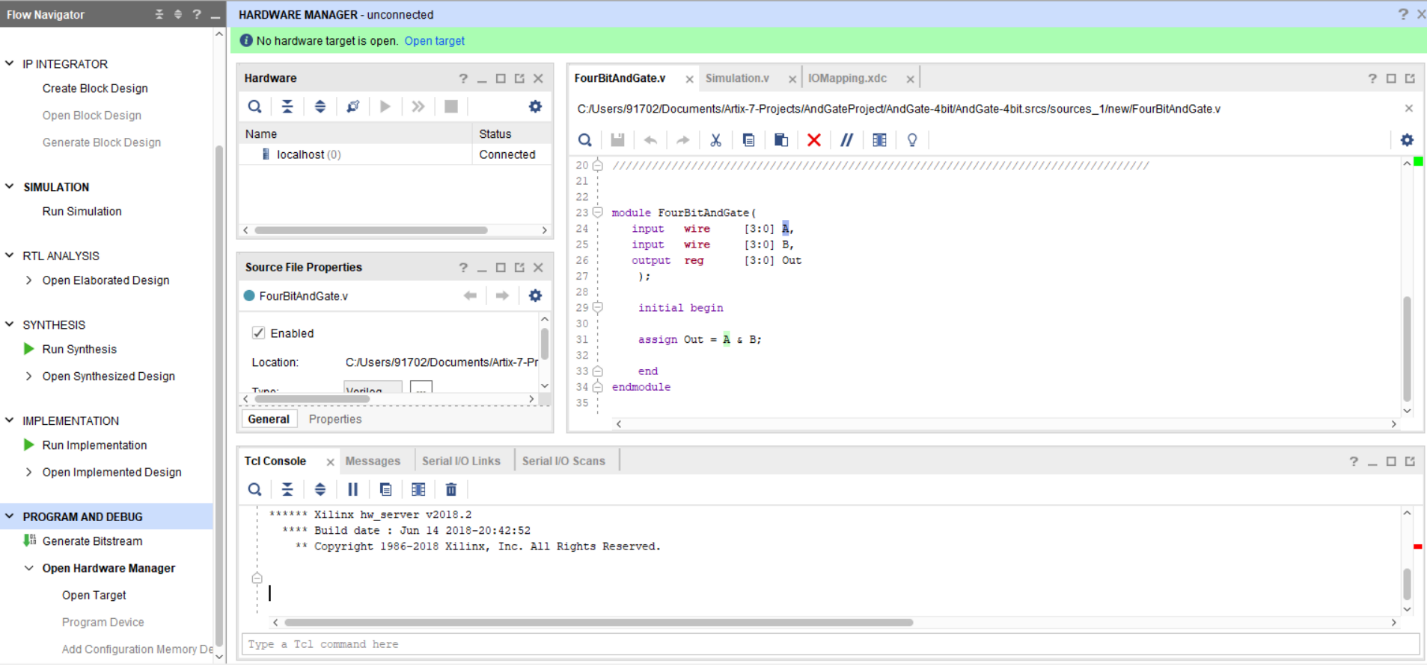 Flow Navigator
?
IP INTEGRATOR
Create Block Design
Open Block Design
Generate Block Design
SIMULATION
Run Simulation
RTL ANALYSIS
Open Elaborated Design
SYNTHESIS
Run Synthesis
Open Synthesized Design
IMPLEMENTATION
Run Implementation
Open Implemented Design
PROGRAM AND DEBUG
Generate Bitstream
Open Hardware Manager
Open Target
Program Device
Add Configuration Memory De
HARDWARE MANAGER - unconnected
?
No hardware target is open. Open target
Hardware
?
Name Status
localhost (0) Connected
Source File Properties
?
FourBitAndGate.v
Enabled
Location: C:/Users/91702/Documents/Artix-7-Pr
Type: Verilog ...
General Properties
FourBitAndGate.v Simulation.v IOMapping.xdc
?
C:/Users/91702/Documents/Artix-7-Projects/AndGateProject/AndGate-4bit/AndGate-4bit.srcs/sources_1/new/FourBitAndGate.v
20 //////////////////////////////////////////////////////////////////////////////////
21
22
23 module FourBitAndGate(
24 input wire [3:0] A,
25 input wire [3:0] B,
26 output reg [3:0] Out
27 );
28
29 initial begin
30
31 assign Out = A & B;
32
33 end
34 endmodule
35
Tcl Console Messages Serial I/O Links Serial I/O Scans
?
****** Xilinx hw_server v2018.2
**** Build date : Jun 14 2018-20:42:52
** Copyright 1986-2018 Xilinx, Inc. All Rights Reserved.
Type a Tcl command here